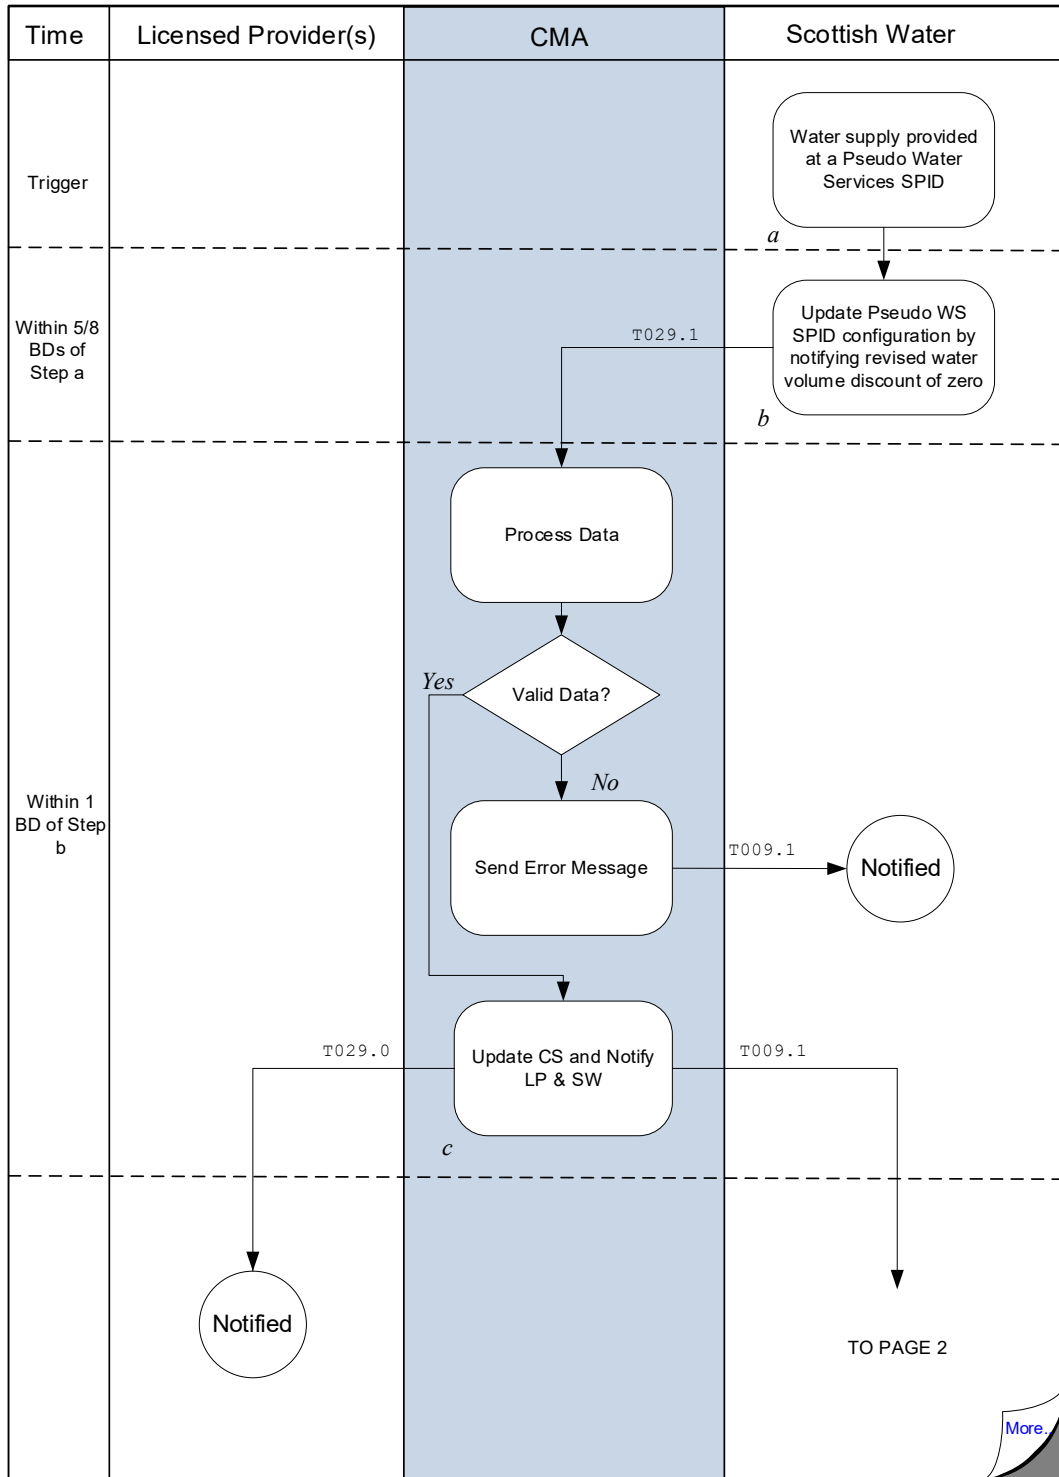 Time
Licensed Provider(s)
CMA
Scottish Water
Trigger
Water supply provided
at a Pseudo Water
Services SPID
a
Within 5/8
BDs of
Step a
Update Pseudo WS
SPID configuration by
notifying revised water
volume discount of zero
T029.1
b
Process Data
Valid Data?
Yes
No
Within 1
BD of Step
b
Send Error Message
T009.1
Notified
T029.0
Update CS and Notify
LP & SW
T009.1
c
Notified
TO PAGE 2
More..